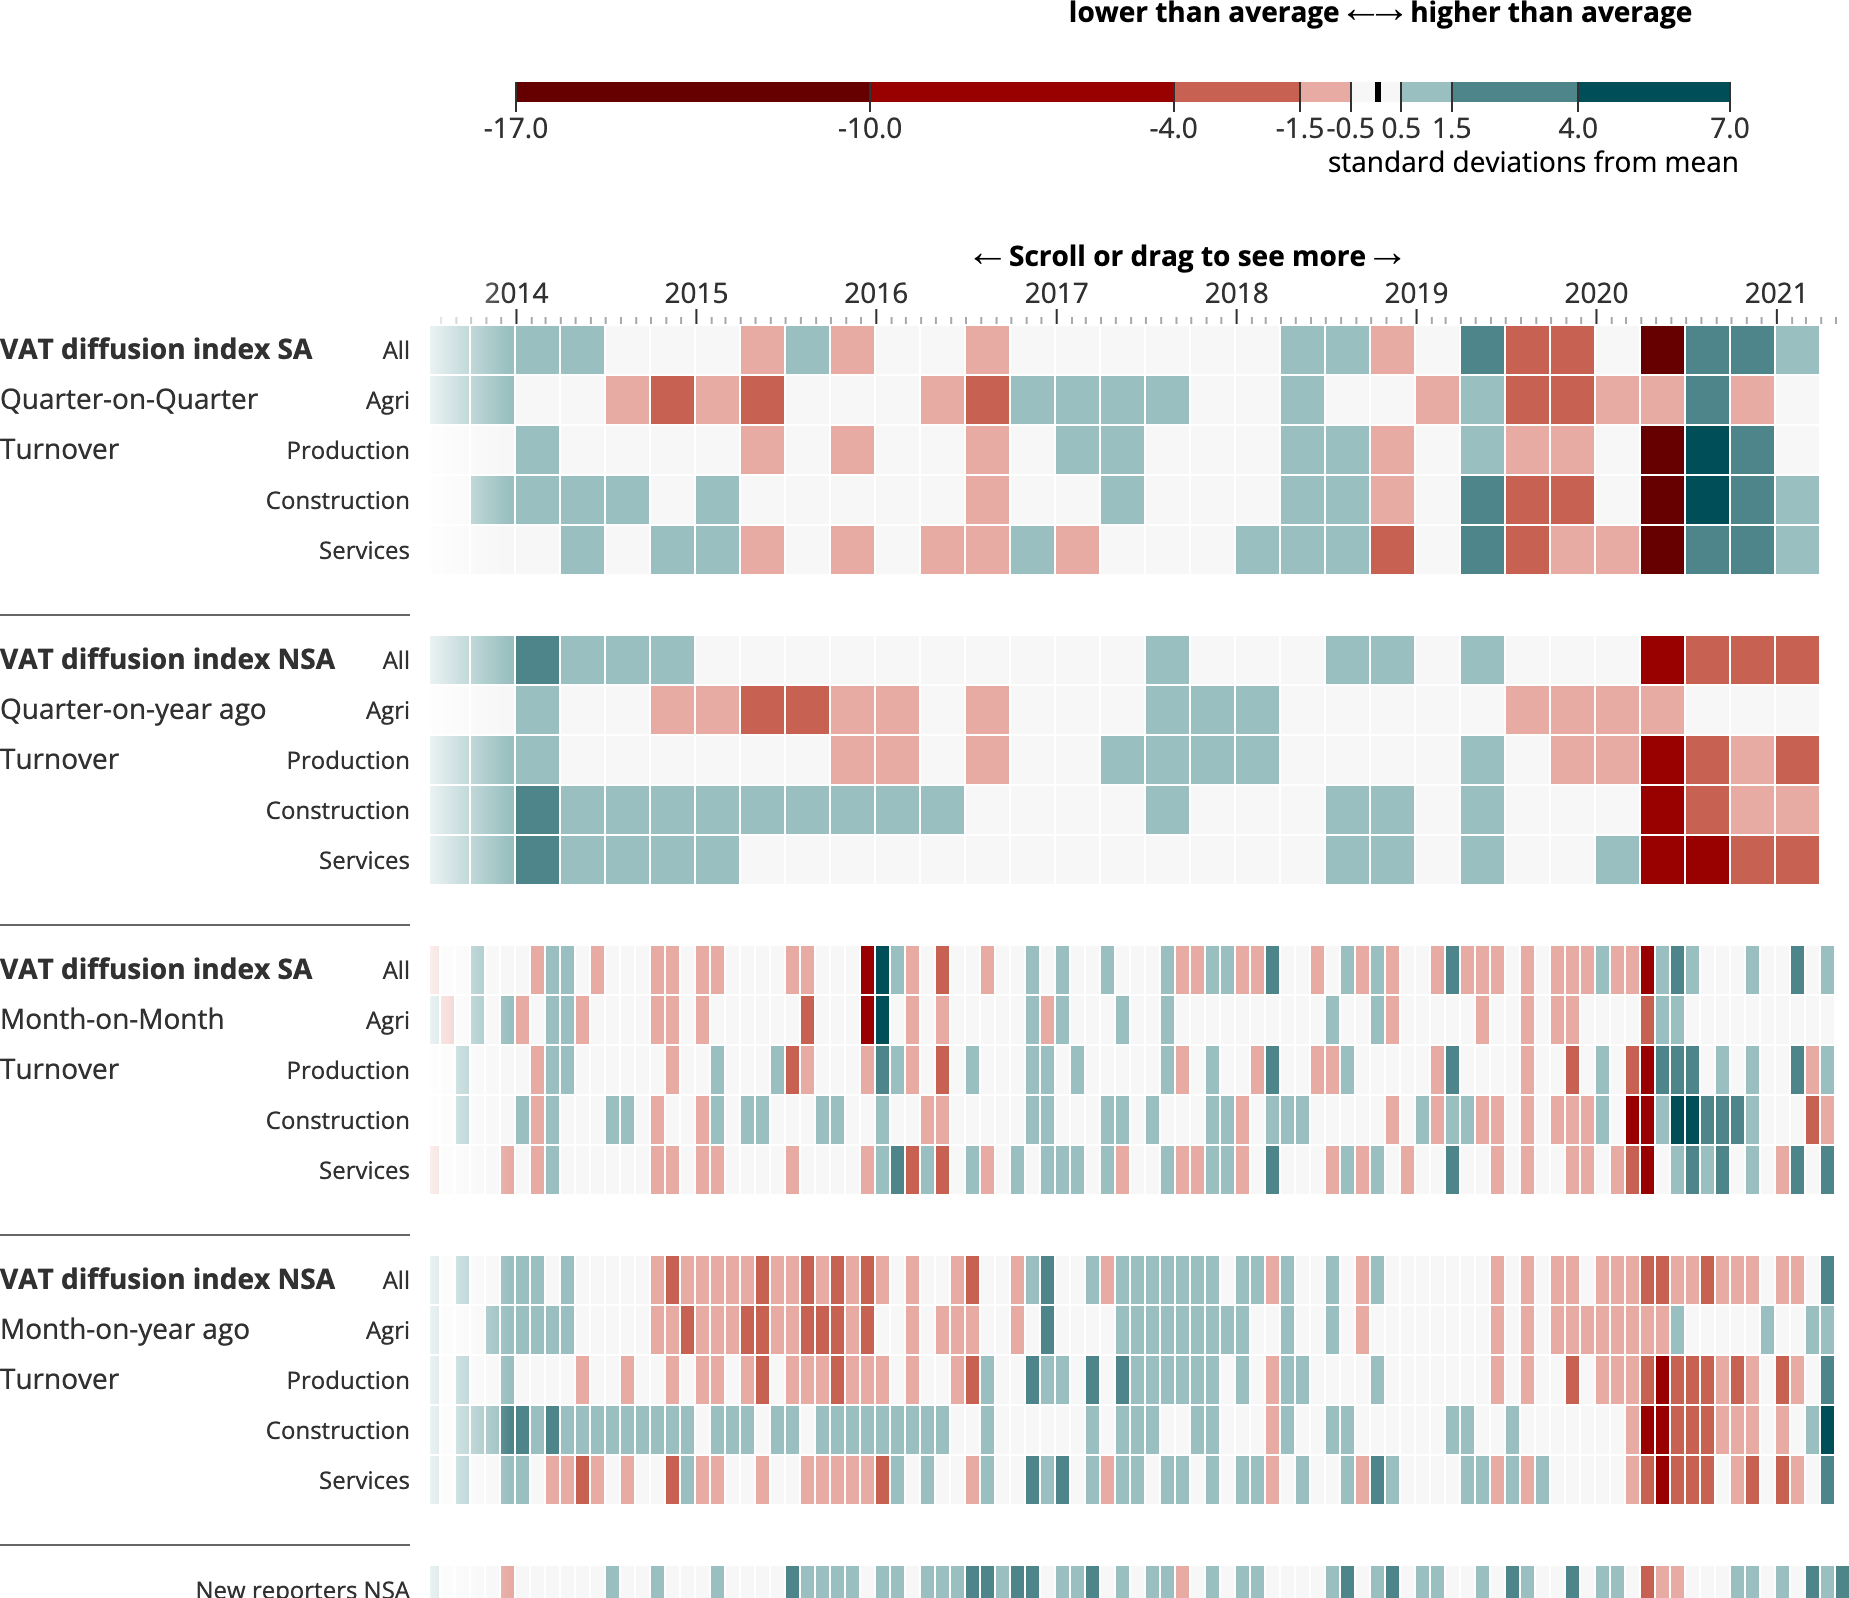 lower than average ←→ higher than average
-17.0 -10.0 -4.0 -1.5 -0.5 0.5 1.5 4.0 7.0
standard deviations from mean
← Scroll or drag to see more →
2014 2015 2016 2017 2018 2019 2020 2021
VAT diffusion index SA All
Quarter-on-Quarter Agri
Turnover Production
Construction
Services
VAT diffusion index NSA All
Quarter-on-year ago Agri
Turnover Production
Construction
Services
VAT diffusion index SA All
Month-on-Month Agri
Turnover Production
Construction
Services
VAT diffusion index NSA All
Month-on-year ago Agri
Turnover Production
Construction
Services
New reporters NSA